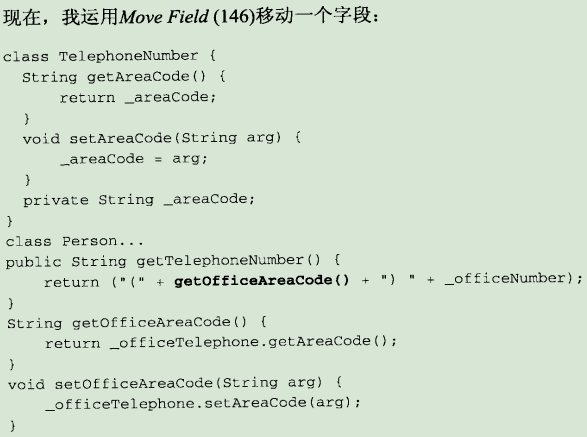 现在，我运用Move Field (146)移动一个字段：
class TelephoneNumber {
  String getAreaCode() {
      return _areaCode;
  }
  void setAreaCode(String arg) {
      _areaCode = arg;
  }
  private String _areaCode;
}
class Person...
public String getTelephoneNumber() {
    return ("(" + getOfficeAreaCode() + ") " + _officeNumber);
}
String getOfficeAreaCode() {
    return _officeTelephone.getAreaCode();
}
void setOfficeAreaCode(String arg) {
    _officeTelephone.setAreaCode(arg);
}